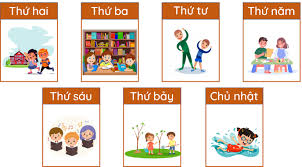 Thứ hai
Thứ ba
Thứ tư
Thứ năm
Thứ sáu
Thứ bảy
Chủ nhật